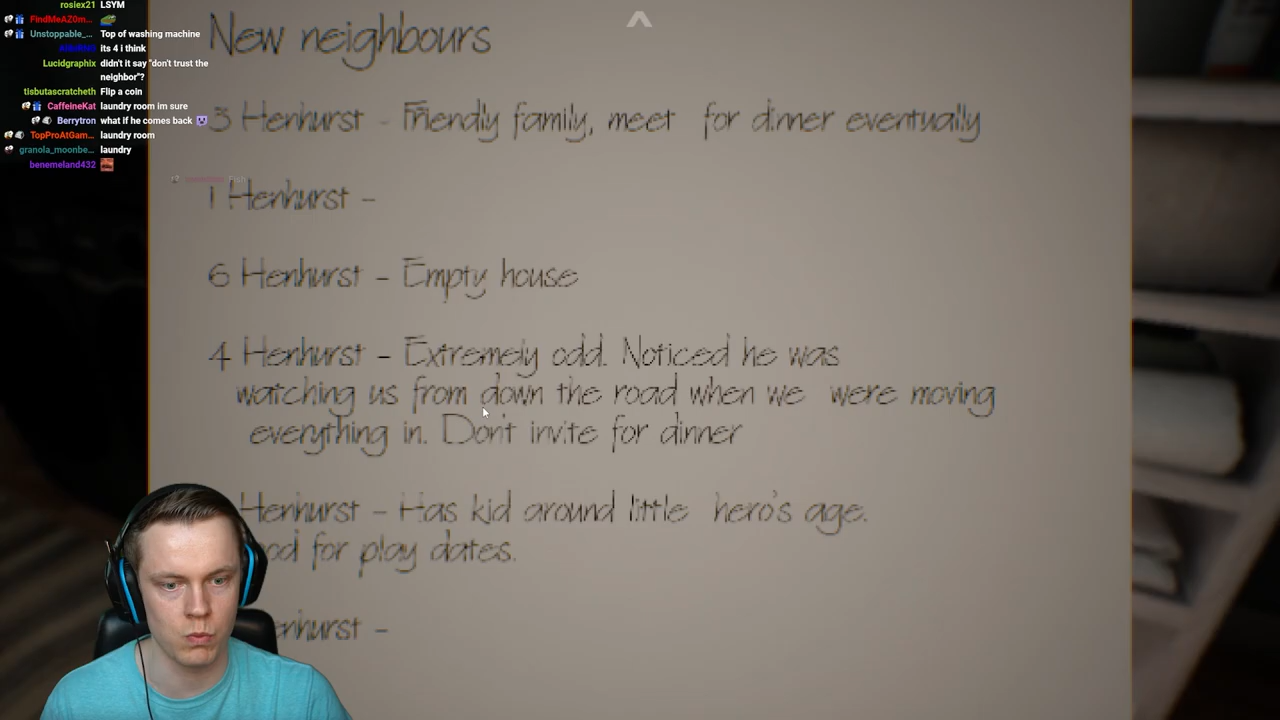 rosiex21 LSYM
FindMeAZ0m...
Unstoppable_... Top of washing machine
its 4 i think
Lucidgraphix didn't it say "don't trust the
neighbor"?
tisbutascratcheth Flip a coin
CaffeineKat laundry room im sure
Berrytron what if he comes back
TopProAtGam... laundry room
granola_moonbe... laundry
benemeland432
New neighbours
3 Henhurst - Friendly family, meet for dinner eventually
1 Henhurst -
6 Henhurst - Empty house
4 Henhurst - Extremely odd. Noticed he was
watching us from down the road when we were moving
everything in. Dont invite for dinner
Henhurst - Has kid around little hero's age.
for play dates.